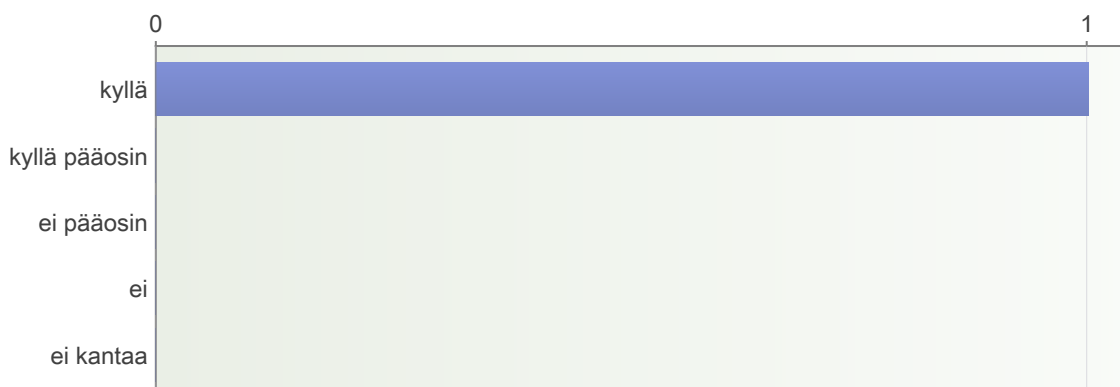 0 1
kyllä
kyllä pääosin
ei pääosin
ei
ei kantaa